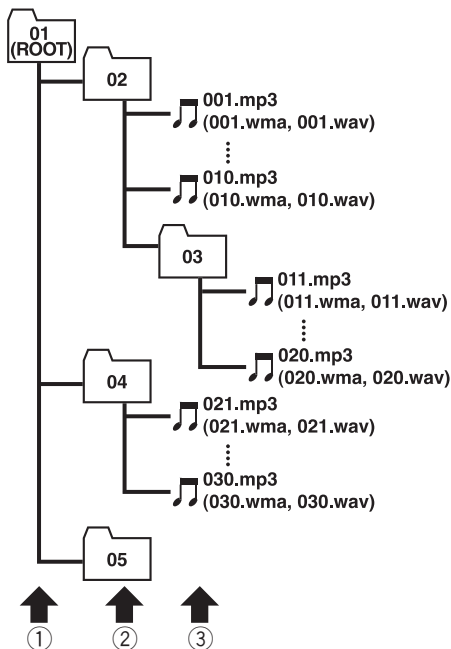 01
(ROOT)
02
001.mp3
(001.wma, 001.wav)
010.mp3
(010.wma, 010.wav)
03
011.mp3
(011.wma, 011.wav)
020.mp3
(020.wma, 020.wav)
04
021.mp3
(021.wma, 021.wav)
030.mp3
(030.wma, 030.wav)
05
① ② ③